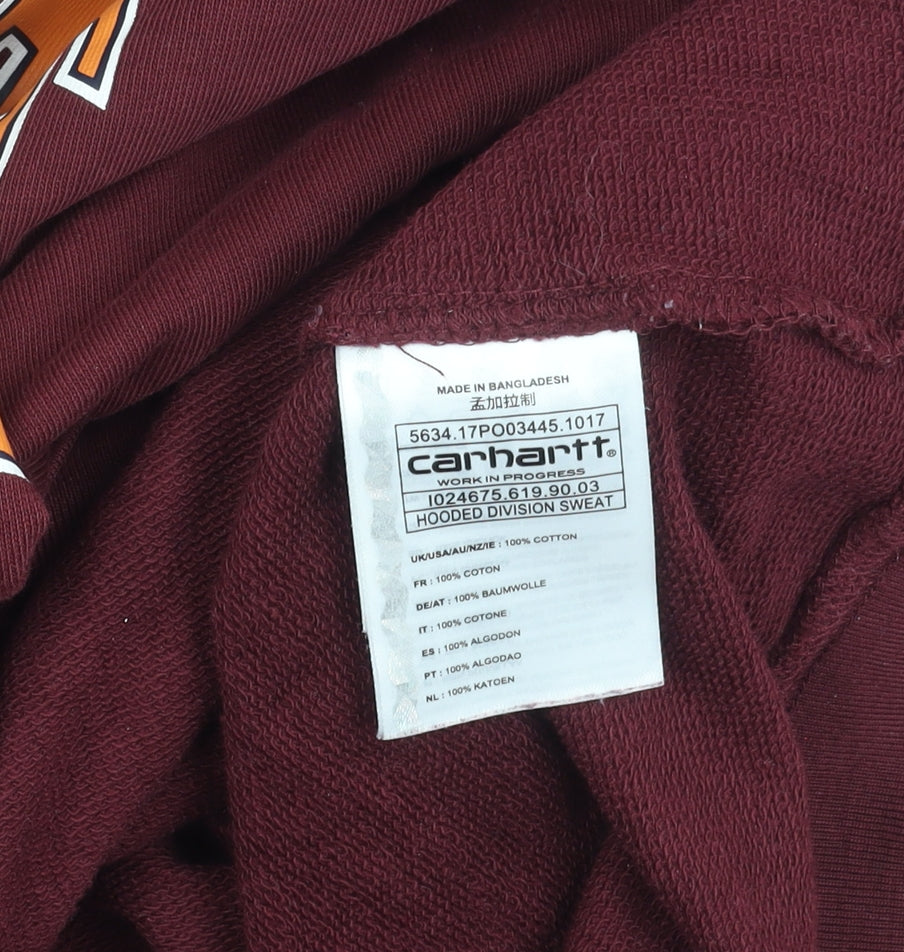 MADE IN BANGLADESH
孟加拉制
5634.17PO03445.1017
carhartt®
WORK IN PROGRESS
I024675.619.90.03
HOODED DIVISION SWEAT
UK/USA/AU/NZ/IE : 100% COTTON
FR : 100% COTON
DE/AT : 100% BAUMWOLLE
IT : 100% COTONE
ES : 100% ALGODON
PT : 100% ALGODAO
NL : 100% KATOEN